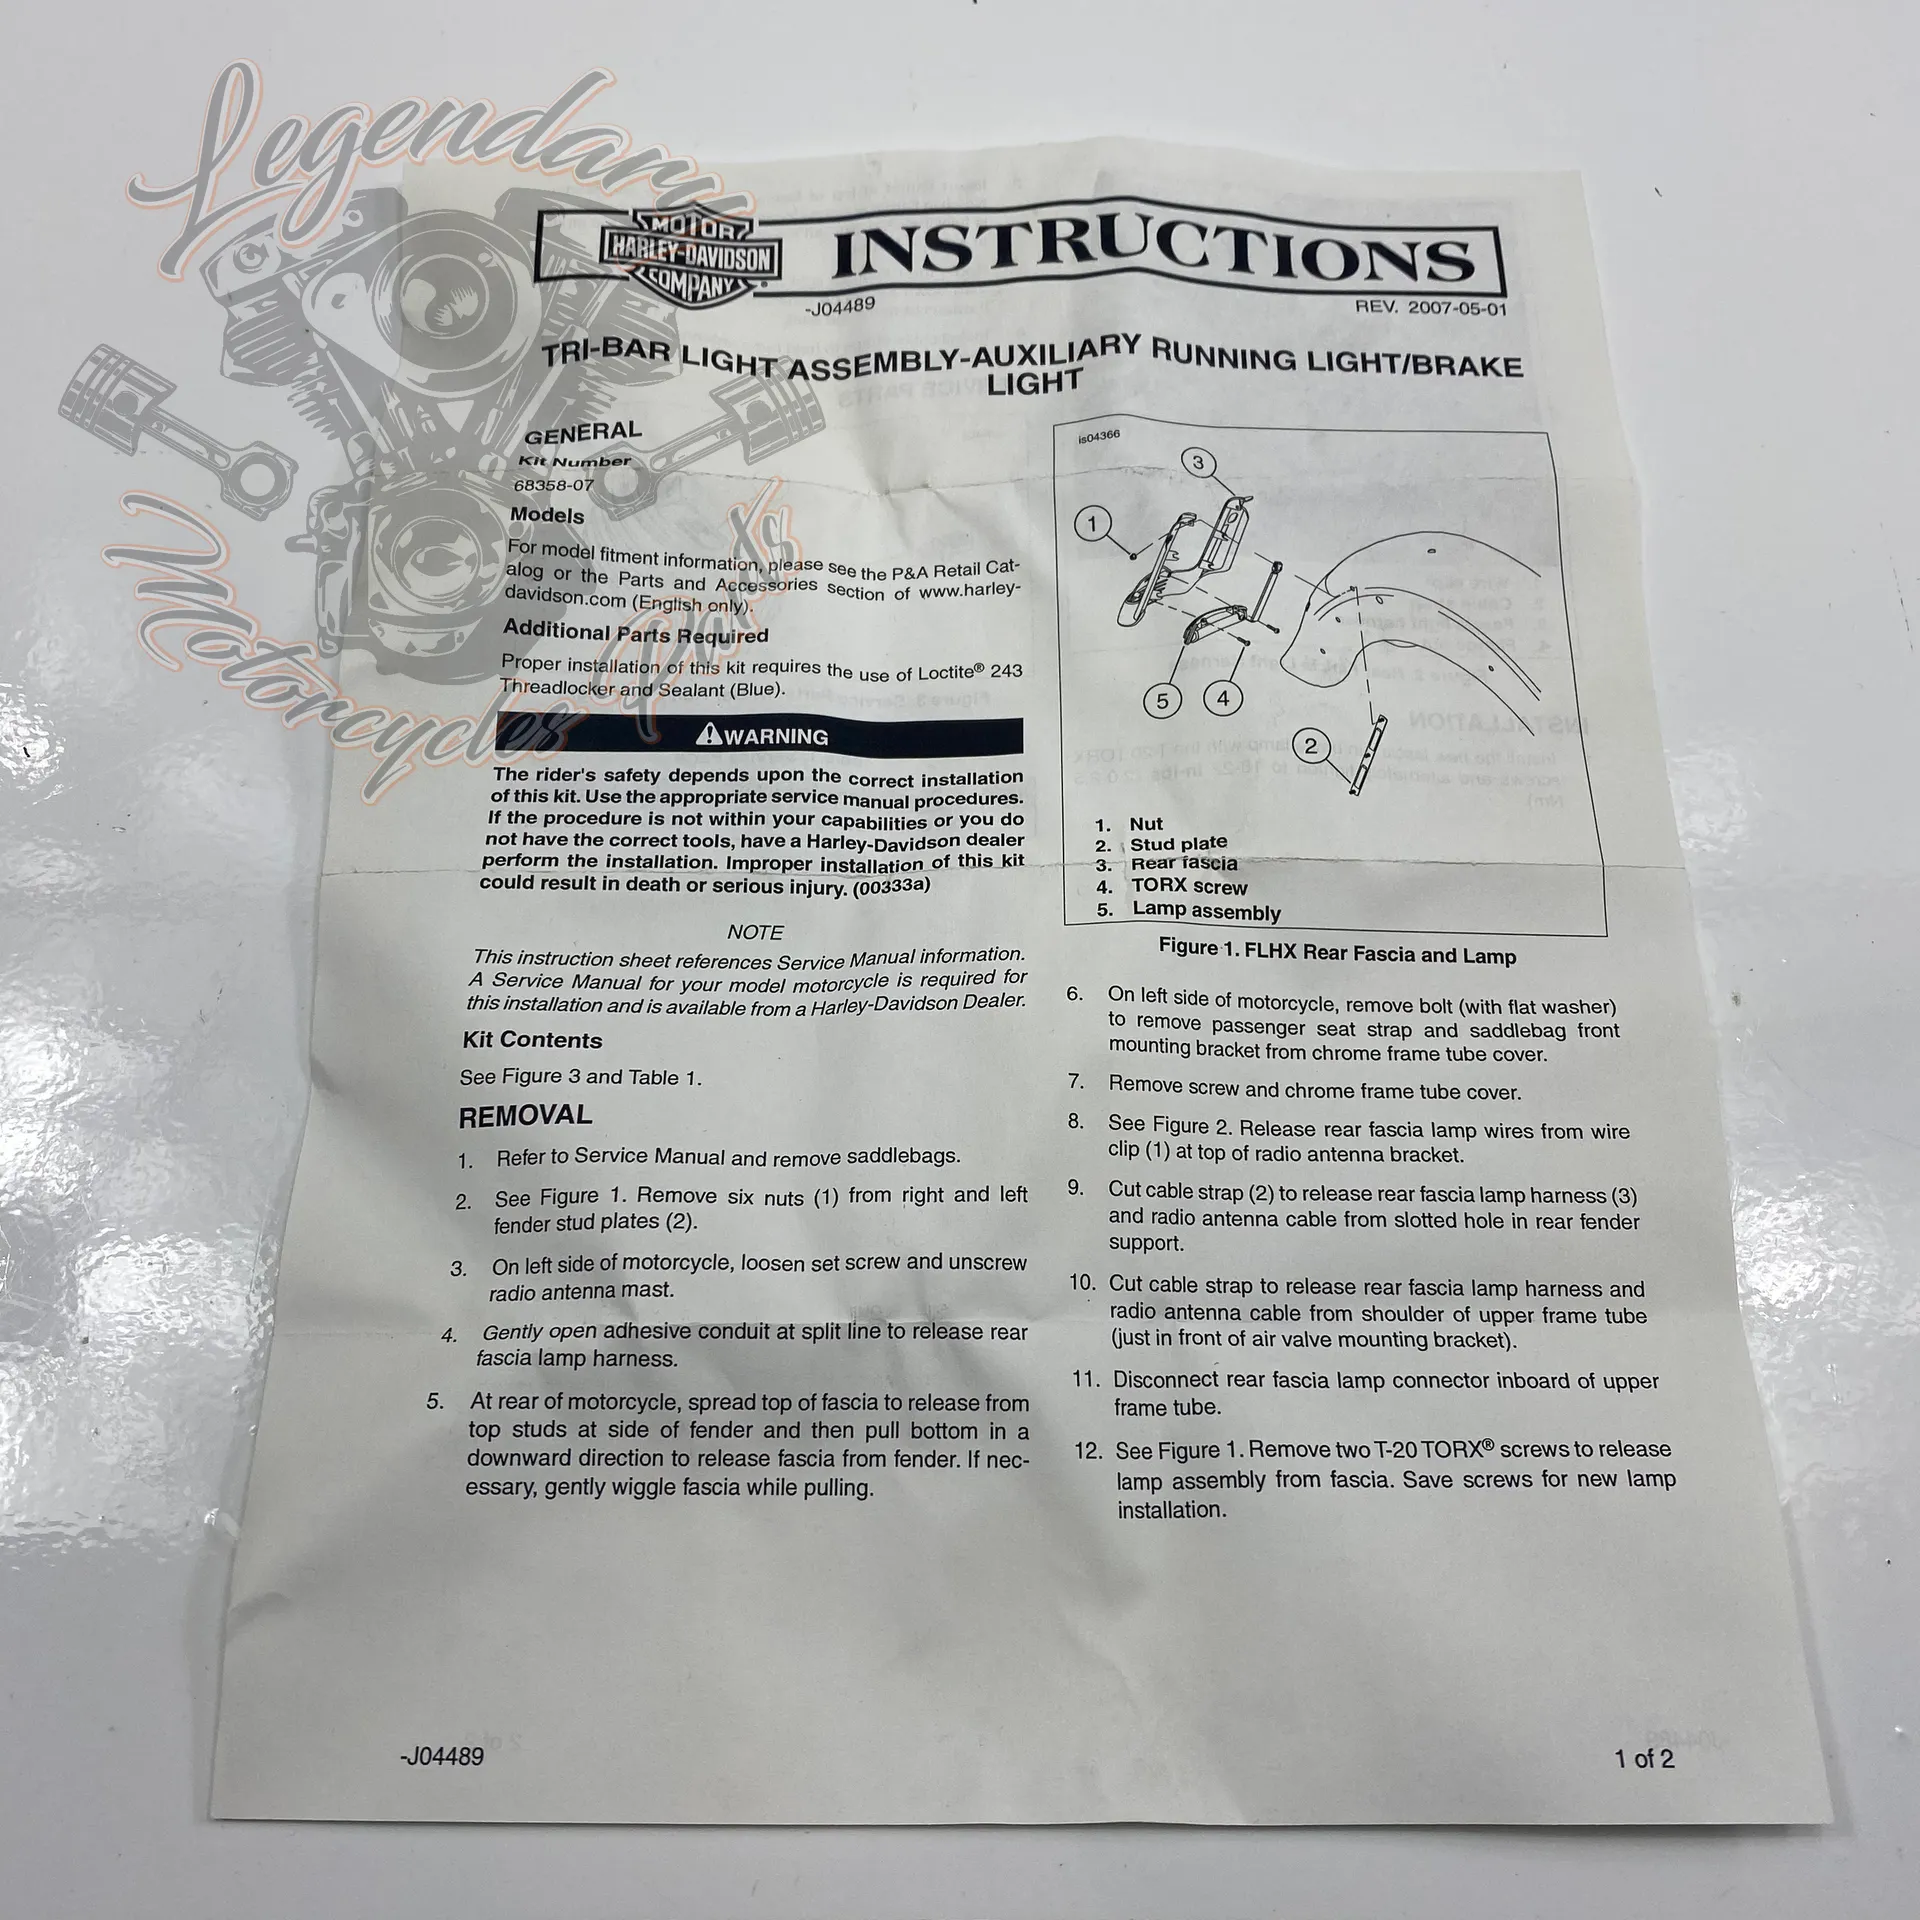 Legendary
Motorcycles Parts
MOTOR
HARLEY-DAVIDSON
COMPANY
INSTRUCTIONS
-J04489
REV. 2007-05-01
TRI-BAR LIGHT ASSEMBLY-AUXILIARY RUNNING LIGHT/BRAKE
LIGHT
GENERAL
Kit Number
68358-07
Models
For model fitment information, please see the P&A Retail Cat-
alog or the Parts and Accessories section of www.harley-
davidson.com (English only).
Additional Parts Required
Proper installation of this kit requires the use of Loctite® 243
Threadlocker and Sealant (Blue).
WARNING
The rider's safety depends upon the correct installation
of this kit. Use the appropriate service manual procedures.
If the procedure is not within your capabilities or you do
not have the correct tools, have a Harley-Davidson dealer
perform the installation. Improper installation of this kit
could result in death or serious injury. (00333a)
NOTE
This instruction sheet references Service Manual information.
A Service Manual for your model motorcycle is required for
this installation and is available from a Harley-Davidson Dealer.
Kit Contents
See Figure 3 and Table 1.
REMOVAL
1. Refer to Service Manual and remove saddlebags.
2. See Figure 1. Remove six nuts (1) from right and left
fender stud plates (2).
3. On left side of motorcycle, loosen set screw and unscrew
radio antenna mast.
4. Gently open adhesive conduit at split line to release rear
fascia lamp harness.
5. At rear of motorcycle, spread top of fascia to release from
top studs at side of fender and then pull bottom in a
downward direction to release fascia from fender. If nec-
essary, gently wiggle fascia while pulling.
is04366
3
1
5
4
2
1. Nut
2. Stud plate
3. Rear fascia
4. TORX screw
5. Lamp assembly
Figure 1. FLHX Rear Fascia and Lamp
6. On left side of motorcycle, remove bolt (with flat washer)
to remove passenger seat strap and saddlebag front
mounting bracket from chrome frame tube cover.
7. Remove screw and chrome frame tube cover.
8. See Figure 2. Release rear fascia lamp wires from wire
clip (1) at top of radio antenna bracket.
9. Cut cable strap (2) to release rear fascia lamp harness (3)
and radio antenna cable from slotted hole in rear fender
support.
10. Cut cable strap to release rear fascia lamp harness and
radio antenna cable from shoulder of upper frame tube
(just in front of air valve mounting bracket).
11. Disconnect rear fascia lamp connector inboard of upper
frame tube.
12. See Figure 1. Remove two T-20 TORX® screws to release
lamp assembly from fascia. Save screws for new lamp
installation.
-J04489
1 of 2